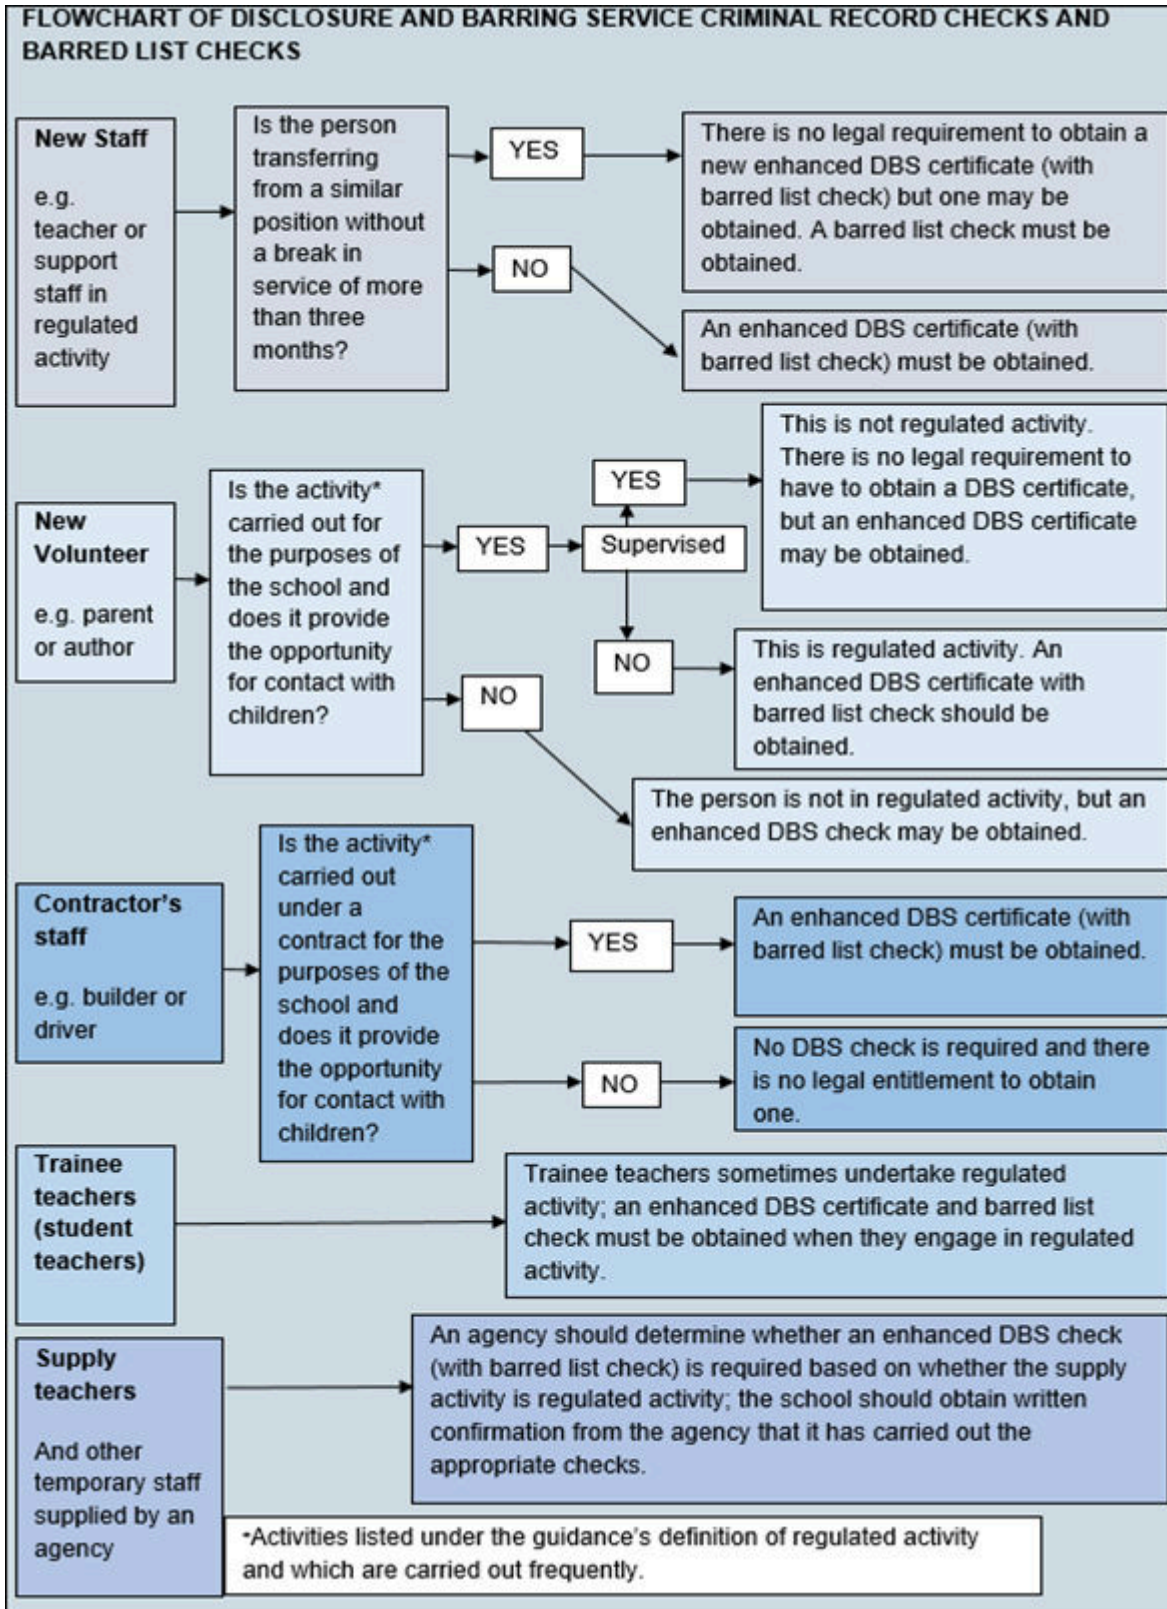 FLOWCHART OF DISCLOSURE AND BARRING SERVICE CRIMINAL RECORD CHECKS AND
BARRED LIST CHECKS
New Staff
e.g.
teacher or
support
staff in
regulated
activity
Is the person
transferring
from a similar
position without
a break in
service of more
than three
months?
YES
There is no legal requirement to obtain a
new enhanced DBS certificate (with
barred list check) but one may be
obtained. A barred list check must be
obtained.
NO
An enhanced DBS certificate (with
barred list check) must be obtained.
New
Volunteer
e.g. parent
or author
Is the activity*
carried out for
the purposes of
the school and
does it provide
the opportunity
for contact with
children?
YES
Supervised
YES
This is not regulated activity.
There is no legal requirement to
have to obtain a DBS certificate,
but an enhanced DBS certificate
may be obtained.
NO
This is regulated activity. An
enhanced DBS certificate with
barred list check should be
obtained.
NO
The person is not in regulated activity, but an
enhanced DBS check may be obtained.
Contractor's
staff
e.g. builder or
driver
Is the activity*
carried out
under a
contract for the
purposes of the
school and
does it provide
the opportunity
for contact with
children?
YES
An enhanced DBS certificate (with
barred list check) must be obtained.
NO
No DBS check is required and there
is no legal entitlement to obtain
one.
Trainee
teachers
(student
teachers)
Trainee teachers sometimes undertake regulated
activity; an enhanced DBS certificate and barred list
check must be obtained when they engage in regulated
activity.
Supply
teachers
And other
temporary staff
supplied by an
agency
An agency should determine whether an enhanced DBS check
(with barred list check) is required based on whether the supply
activity is regulated activity; the school should obtain written
confirmation from the agency that it has carried out the
appropriate checks.
*Activities listed under the guidance's definition of regulated activity
and which are carried out frequently.